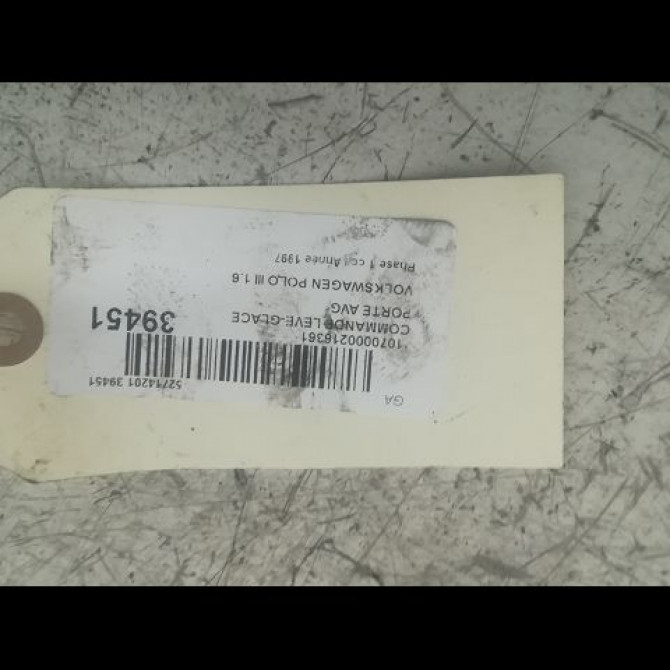 GA
52714201 39451
1070000216361
COMMANDE LEVE-GLACE
PORTE AVG
39451
VOLKSWAGEN POLO III 1.6
Phase 1 cc / Année 1997